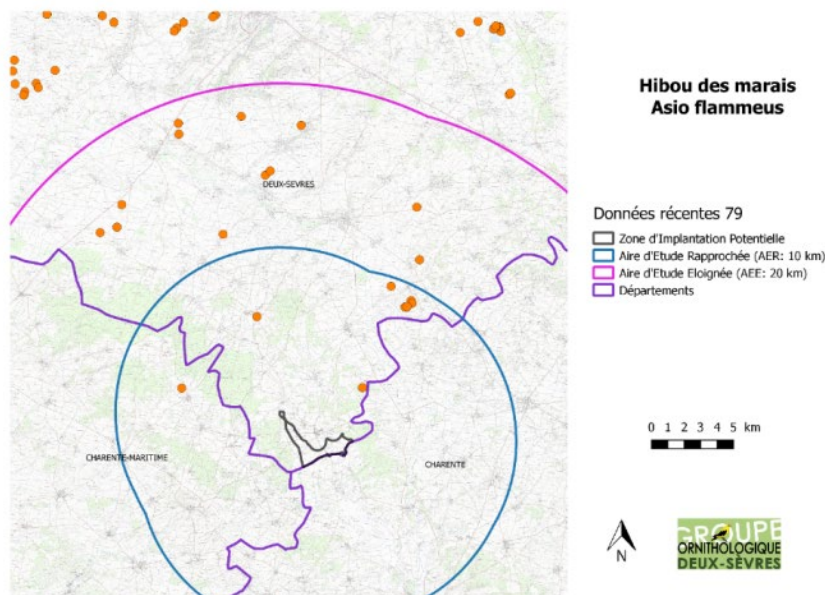 Hibou des marais
Asio flammeus
DEUX-SÈVRES
CHARENTE-MARITIME
CHARENTE
Données récentes 79
Zone d'Implantation Potentielle
Aire d'Etude Rapprochée (AER: 10 km)
Aire d'Etude Eloignée (AEE: 20 km)
Départements
0 1 2 3 4 5 km
N
GROUPE
ORNITHOLOGIQUE
DEUX-SÈVRES